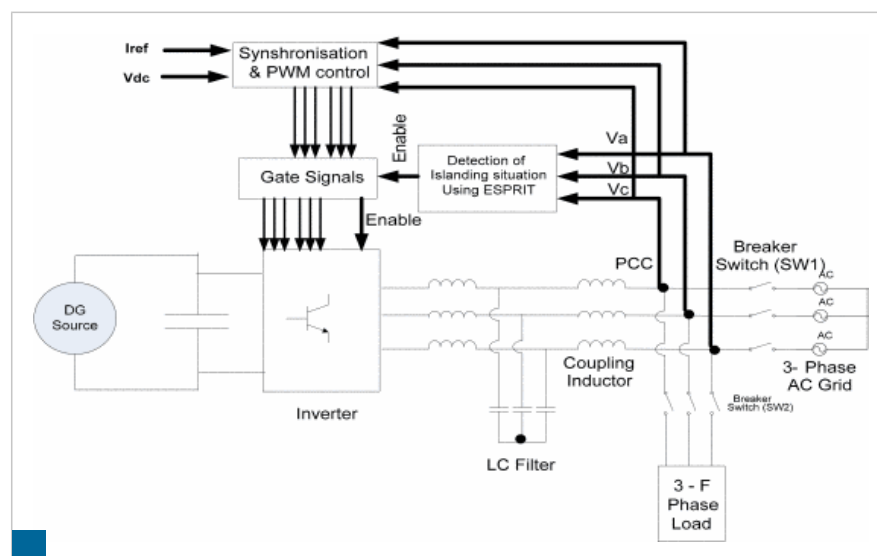 Iref
Vdc
Synshronisation
& PWM control
Enable
Va
Vb
Vc
Detection of
Islanding situation
Using ESPRIT
Gate Signals
Enable
PCC
Breaker
Switch (SW1)
AC
AC
AC
DG
Source
Coupling
Inductor
3- Phase
AC Grid
Inverter
Breaker
Switch (SW2)
LC Filter
3 - F
Phase
Load